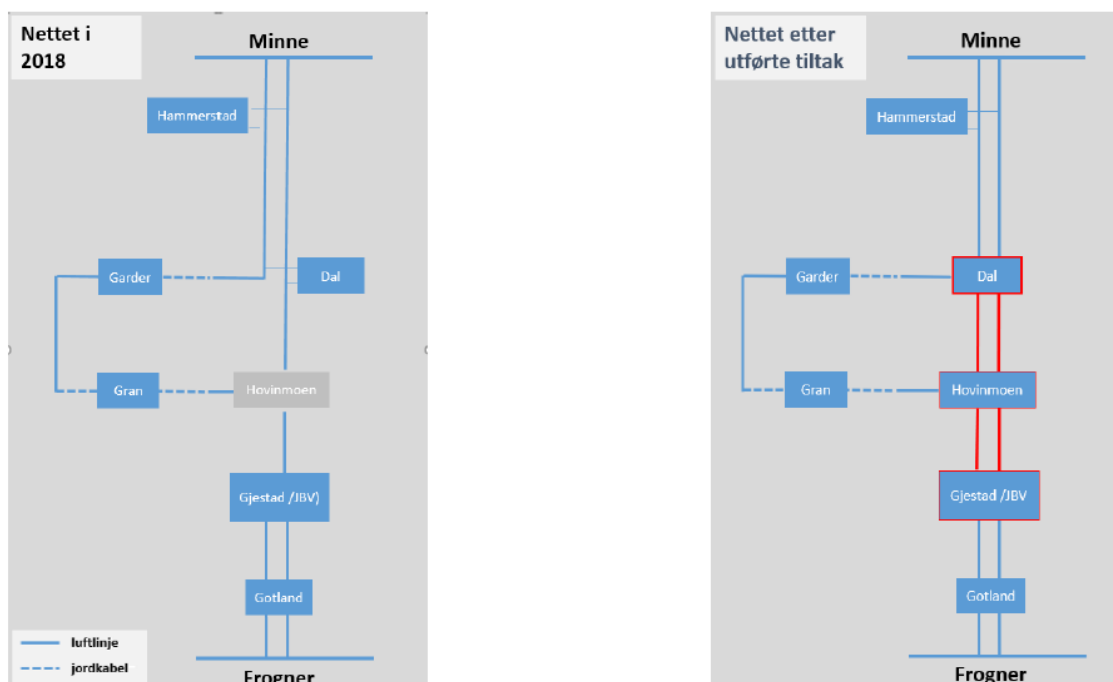 Nettet i
2018
Minne
Hammerstad
Garder
Dal
Gran
Hovinmoen
Gjestad /JBV)
Gotland
luftlinje
jordkabel
Frogner
Nettet etter
utførte tiltak
Minne
Hammerstad
Garder
Dal
Gran
Hovinmoen
Gjestad /JBV
Gotland
Frogner